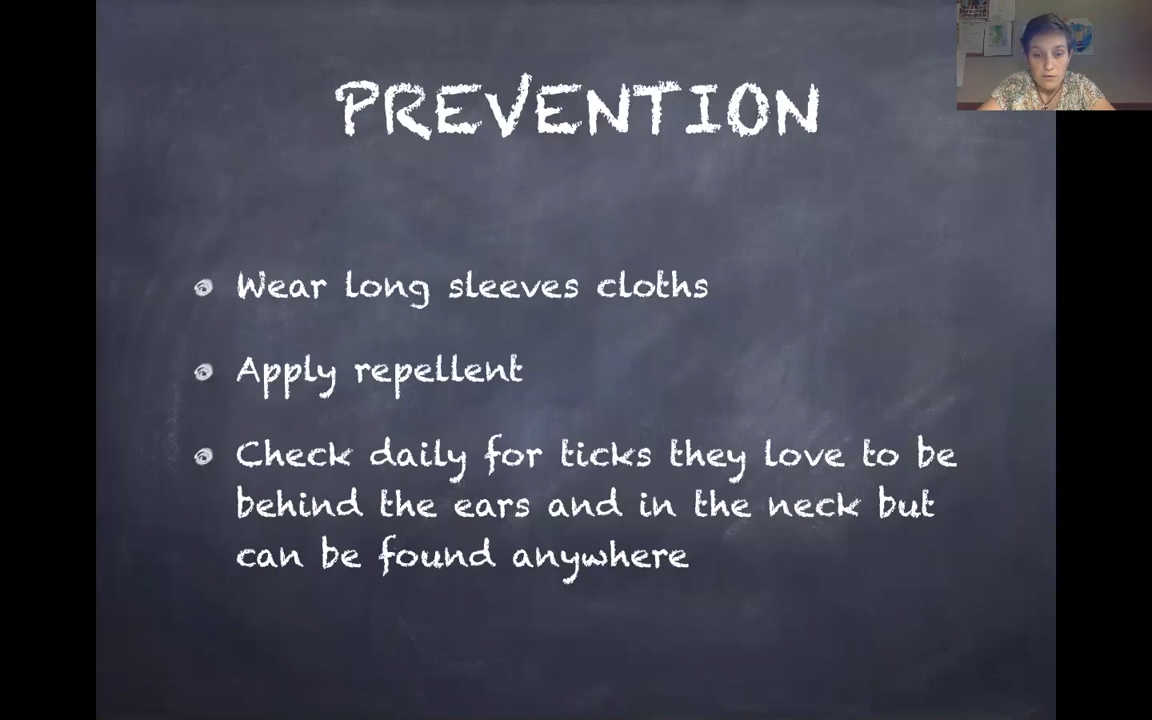 PREVENTION
Wear long sleeves cloths
Apply repellent
Check daily for ticks they love to be
behind the ears and in the neck but
can be found anywhere